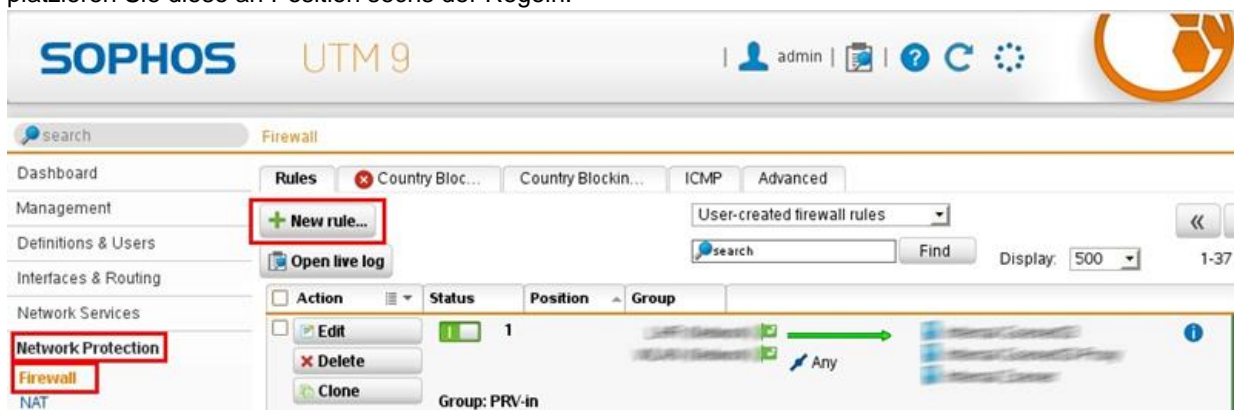 platzieren Sie diese an Position sechs der Regeln.
SOPHOS UTM 9
| admin | | ?
search
Firewall
Dashboard
Rules Country Bloc... Country Blockin... ICMP Advanced
Management
+ New rule...
User-created firewall rules
«
Definitions & Users
Open live log
search
Find
Display: 500
1-37
Interfaces & Routing
Network Services
Action Status Position Group
Network Protection
Edit
1
Firewall
Delete
Any
NAT
Clone
Group: PRV-in